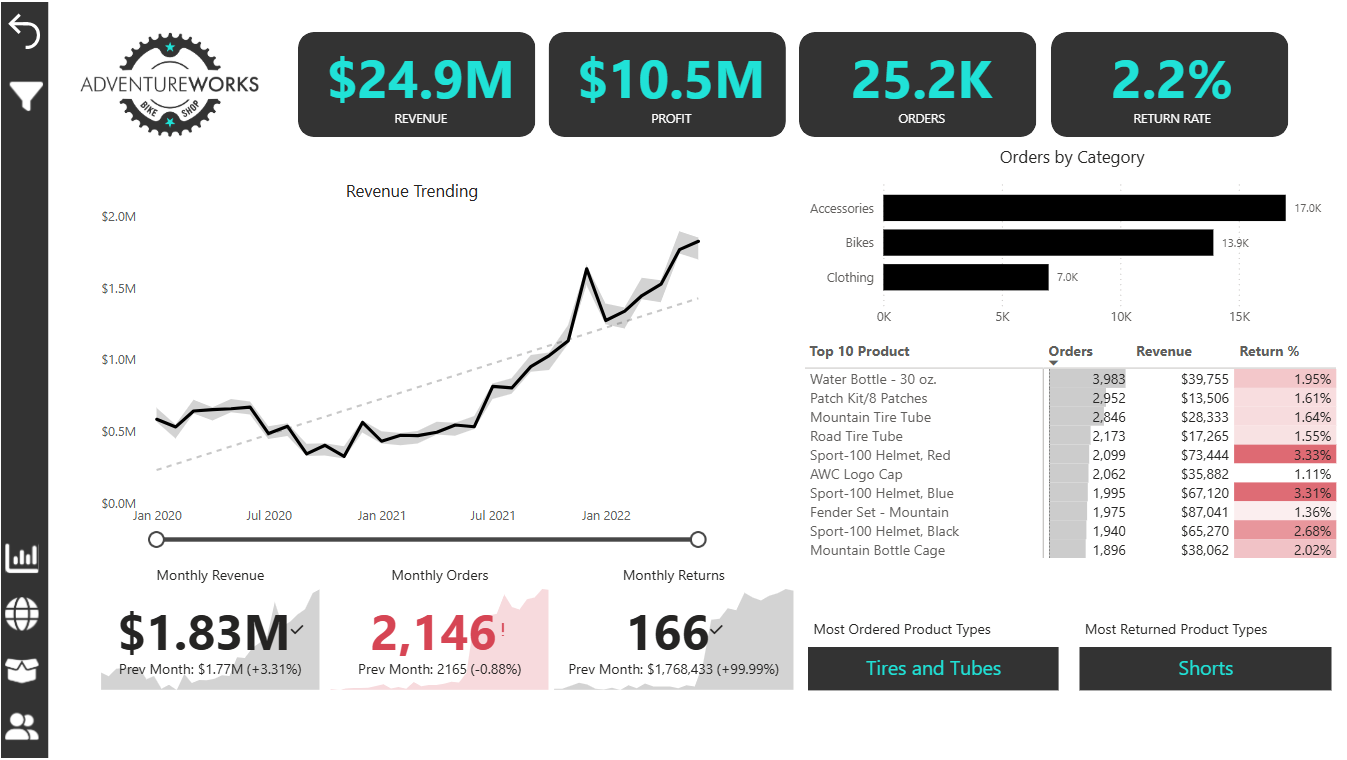 ADVENTUREWORKS
BIKE SHOP
$24.9M
REVENUE
$10.5M
PROFIT
25.2K
ORDERS
2.2%
RETURN RATE
Revenue Trending
$2.0M
$1.5M
$1.0M
$0.5M
$0.0M
Jan 2020 Jul 2020 Jan 2021 Jul 2021 Jan 2022
Orders by Category
Accessories 17.0K
Bikes 13.9K
Clothing 7.0K
0K 5K 10K 15K
Top 10 Product Orders Revenue Return %
Water Bottle - 30 oz. 3,983 $39,755 1.95%
Patch Kit/8 Patches 2,952 $13,506 1.61%
Mountain Tire Tube 2,846 $28,333 1.64%
Road Tire Tube 2,173 $17,265 1.55%
Sport-100 Helmet, Red 2,099 $73,444 3.33%
AWC Logo Cap 2,062 $35,882 1.11%
Sport-100 Helmet, Blue 1,995 $67,120 3.31%
Fender Set - Mountain 1,975 $87,041 1.36%
Sport-100 Helmet, Black 1,940 $65,270 2.68%
Mountain Bottle Cage 1,896 $38,062 2.02%
Monthly Revenue
$1.83M
Prev Month: $1.77M (+3.31%)
Monthly Orders
2,146!
Prev Month: 2165 (-0.88%)
Monthly Returns
166
Prev Month: $1,768,433 (+99.99%)
Most Ordered Product Types
Tires and Tubes
Most Returned Product Types
Shorts